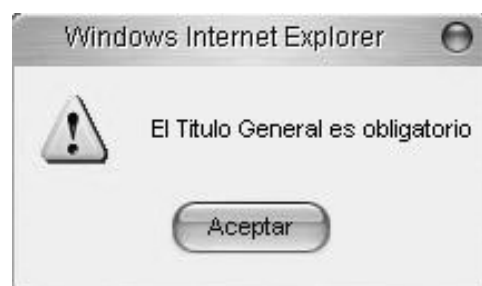 Windows Internet Explorer
El Titulo General es obligatorio
Aceptar